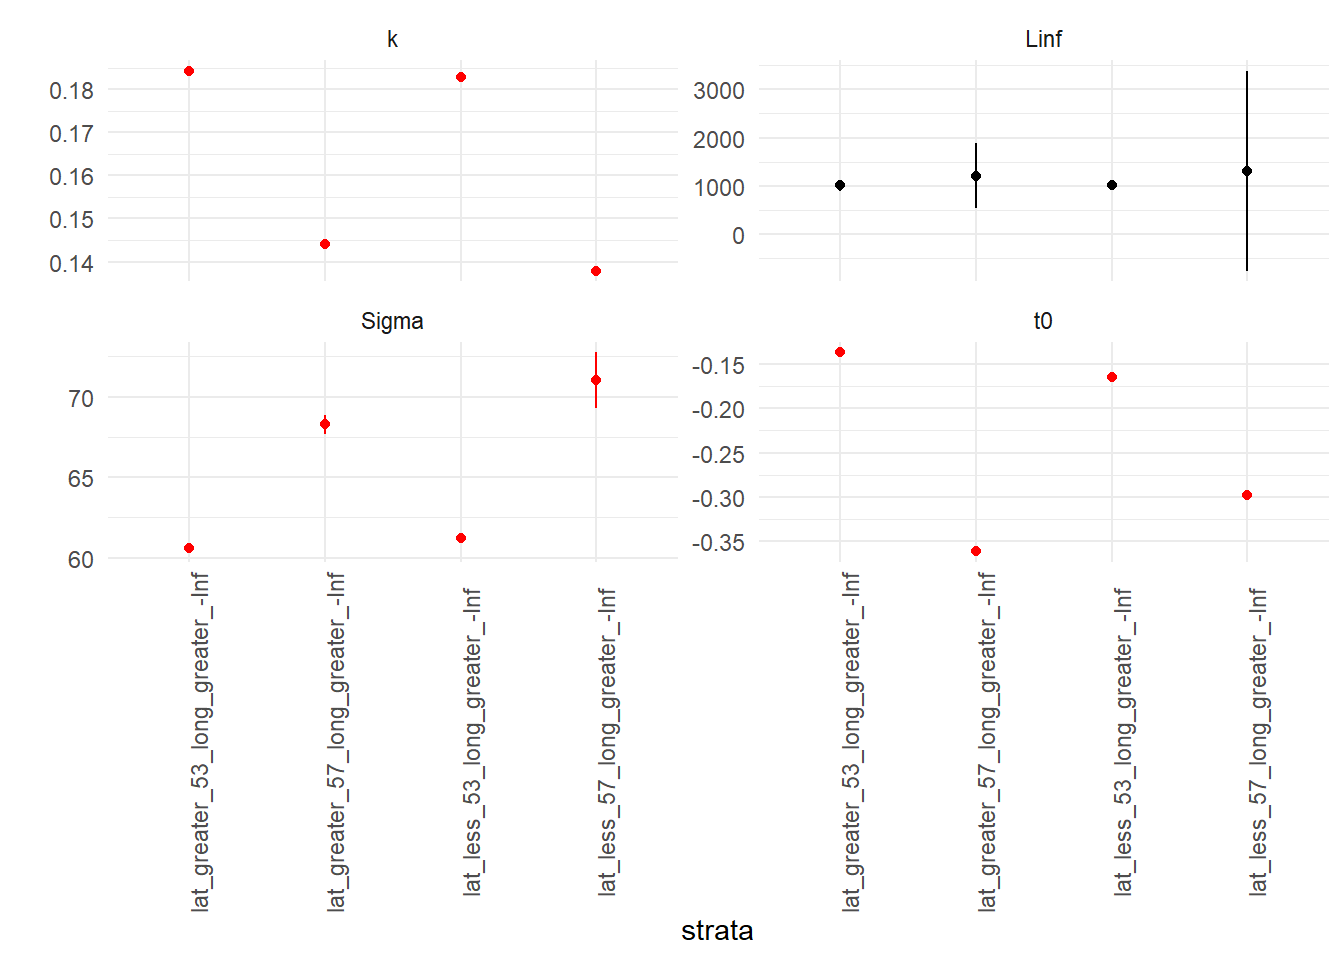 k
Linf
0.18
0.17
0.16
0.15
0.14
3000
2000
1000
0
Sigma
t0
70
65
60
-0.15
-0.20
-0.25
-0.30
-0.35
lat_greater_53_long_greater_-Inf
lat_greater_57_long_greater_-Inf
lat_less_53_long_greater_-Inf
lat_less_57_long_greater_-Inf
lat_greater_53_long_greater_-Inf
lat_greater_57_long_greater_-Inf
lat_less_53_long_greater_-Inf
lat_less_57_long_greater_-Inf
strata